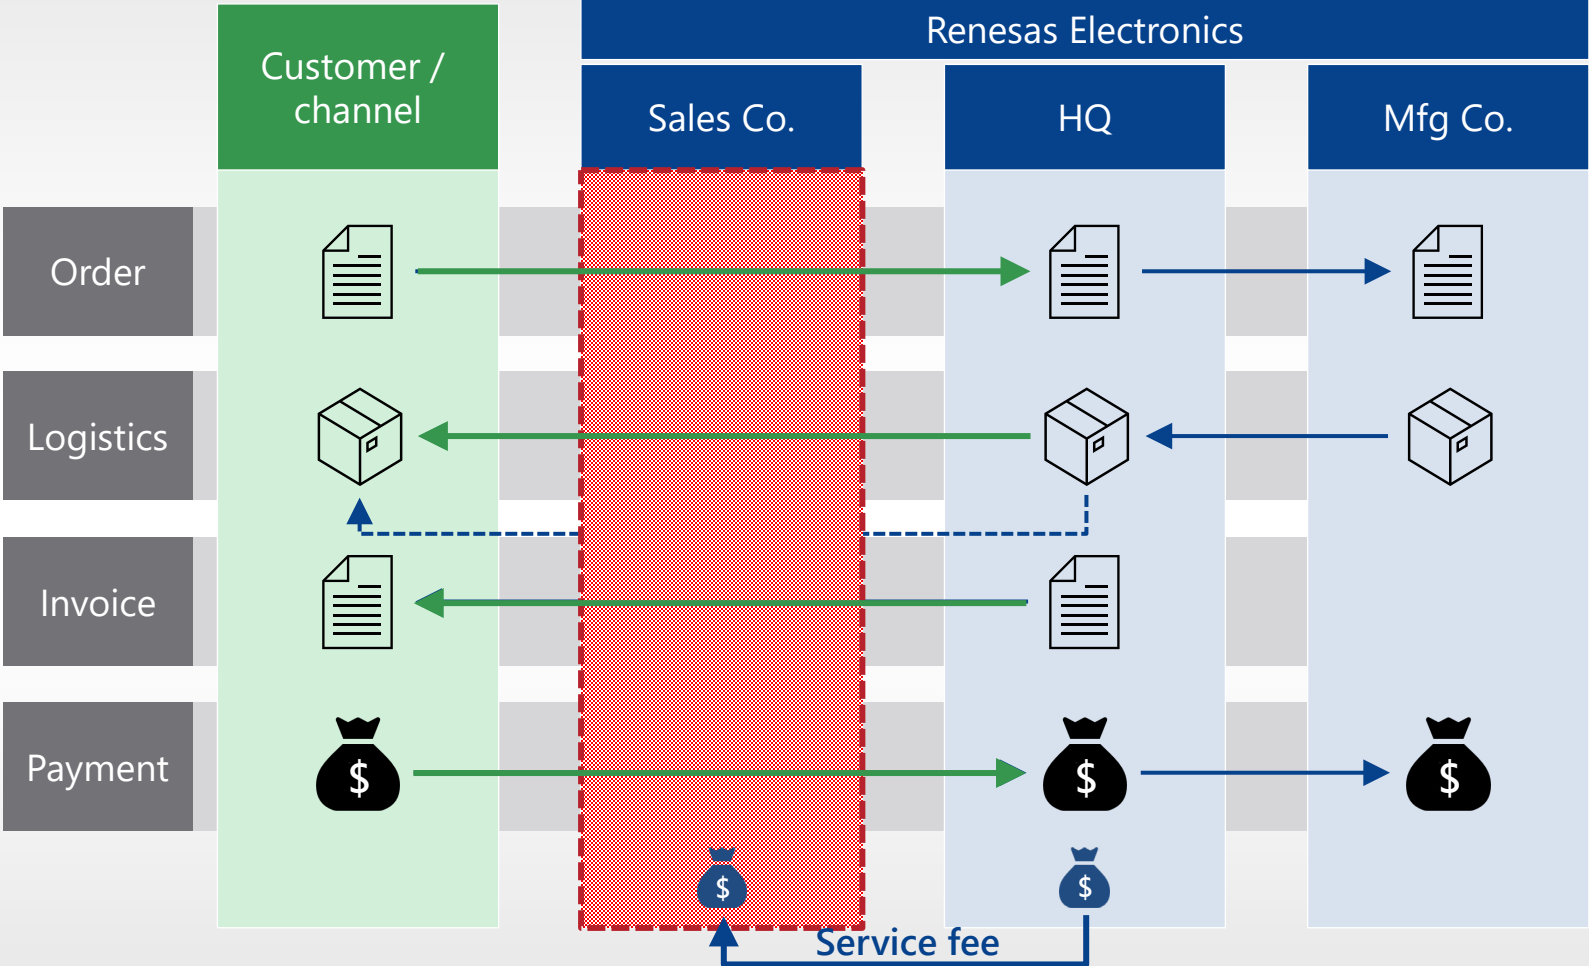 Renesas Electronics
Customer /
channel
Sales Co.
HQ
Mfg Co.
Order
Logistics
Invoice
Payment
$
$
$
$
$
Service fee